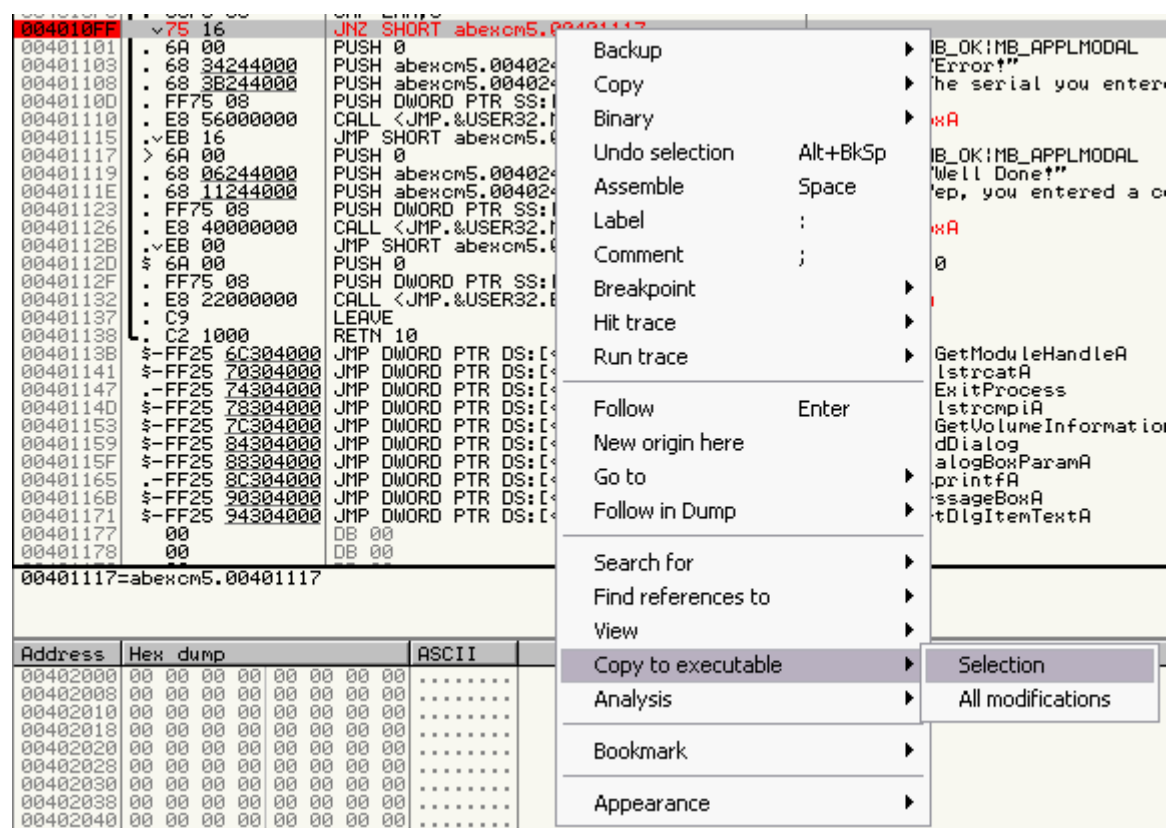 004010FF 75 16 JNZ SHORT abexcm5.00401117
00401101 . 6A 00 PUSH 0 MB_OK|MB_APPLMODAL
00401103 . 68 34244000 PUSH abexcm5.004024 "Error!"
00401108 . 68 3B244000 PUSH abexcm5.004024 The serial you entere
0040110D . FF75 08 PUSH DWORD PTR SS:[
00401110 . E8 56000000 CALL <JMP.&USER32.M oxA
00401115 . EB 16 JMP SHORT abexcm5.0
00401117 > 6A 00 PUSH 0 MB_OK|MB_APPLMODAL
00401119 . 68 06244000 PUSH abexcm5.004024 "Well Done!"
0040111E . 68 11244000 PUSH abexcm5.004024 Yep, you entered a co
00401123 . FF75 08 PUSH DWORD PTR SS:[
00401126 . E8 40000000 CALL <JMP.&USER32.M oxA
0040112B . EB 00 JMP SHORT abexcm5.0
0040112D $ 6A 00 PUSH 0 0
0040112F . FF75 08 PUSH DWORD PTR SS:[
00401132 . E8 22000000 CALL <JMP.&USER32.E
00401137 . C9 LEAVE
00401138 . C2 1000 RETN 10
0040113B $-FF25 6C304000 JMP DWORD PTR DS:[< GetModuleHandleA
00401141 $-FF25 70304000 JMP DWORD PTR DS:[< lstrcatA
00401147 .-FF25 74304000 JMP DWORD PTR DS:[< ExitProcess
0040114D $-FF25 78304000 JMP DWORD PTR DS:[< lstrcmpiA
00401153 $-FF25 7C304000 JMP DWORD PTR DS:[< GetVolumeInformation
00401159 $-FF25 84304000 JMP DWORD PTR DS:[< dDialog
0040115F $-FF25 88304000 JMP DWORD PTR DS:[< alogBoxParamA
00401165 .-FF25 8C304000 JMP DWORD PTR DS:[< printfA
0040116B $-FF25 90304000 JMP DWORD PTR DS:[< ssageBoxA
00401171 $-FF25 94304000 JMP DWORD PTR DS:[< tDlgItemTextA
00401177 00 DB 00
00401178 00 DB 00
00401117=abexcm5.00401117
Address Hex dump ASCII
00402000 00 00 00 00 00 00 00 00 ........
00402008 00 00 00 00 00 00 00 00 ........
00402010 00 00 00 00 00 00 00 00 ........
00402018 00 00 00 00 00 00 00 00 ........
00402020 00 00 00 00 00 00 00 00 ........
00402028 00 00 00 00 00 00 00 00 ........
00402030 00 00 00 00 00 00 00 00 ........
00402038 00 00 00 00 00 00 00 00 ........
00402040 00 00 00 00 00 00 00 00 ........
Backup
Copy
Binary
Undo selection Alt+BkSp
Assemble Space
Label :
Comment ;
Breakpoint
Hit trace
Run trace
Follow Enter
New origin here
Go to
Follow in Dump
Search for
Find references to
View
Copy to executable
Analysis
Bookmark
Appearance
Selection
All modifications